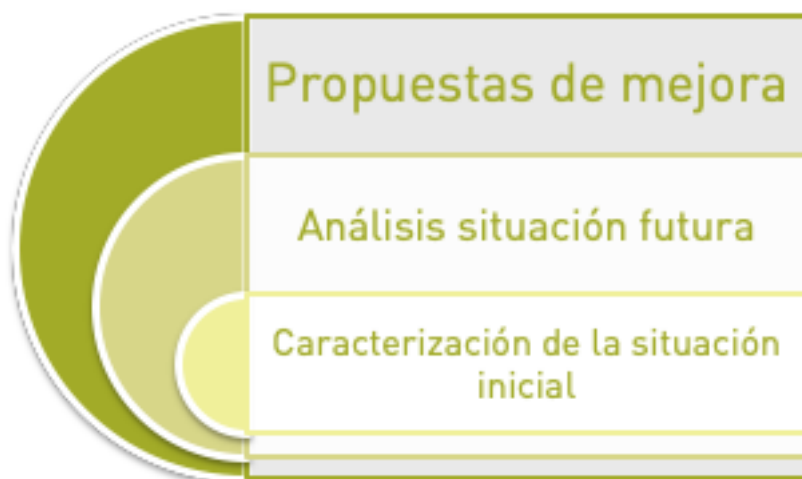 Propuestas de mejora
Análisis situación futura
Caracterización de la situación
inicial